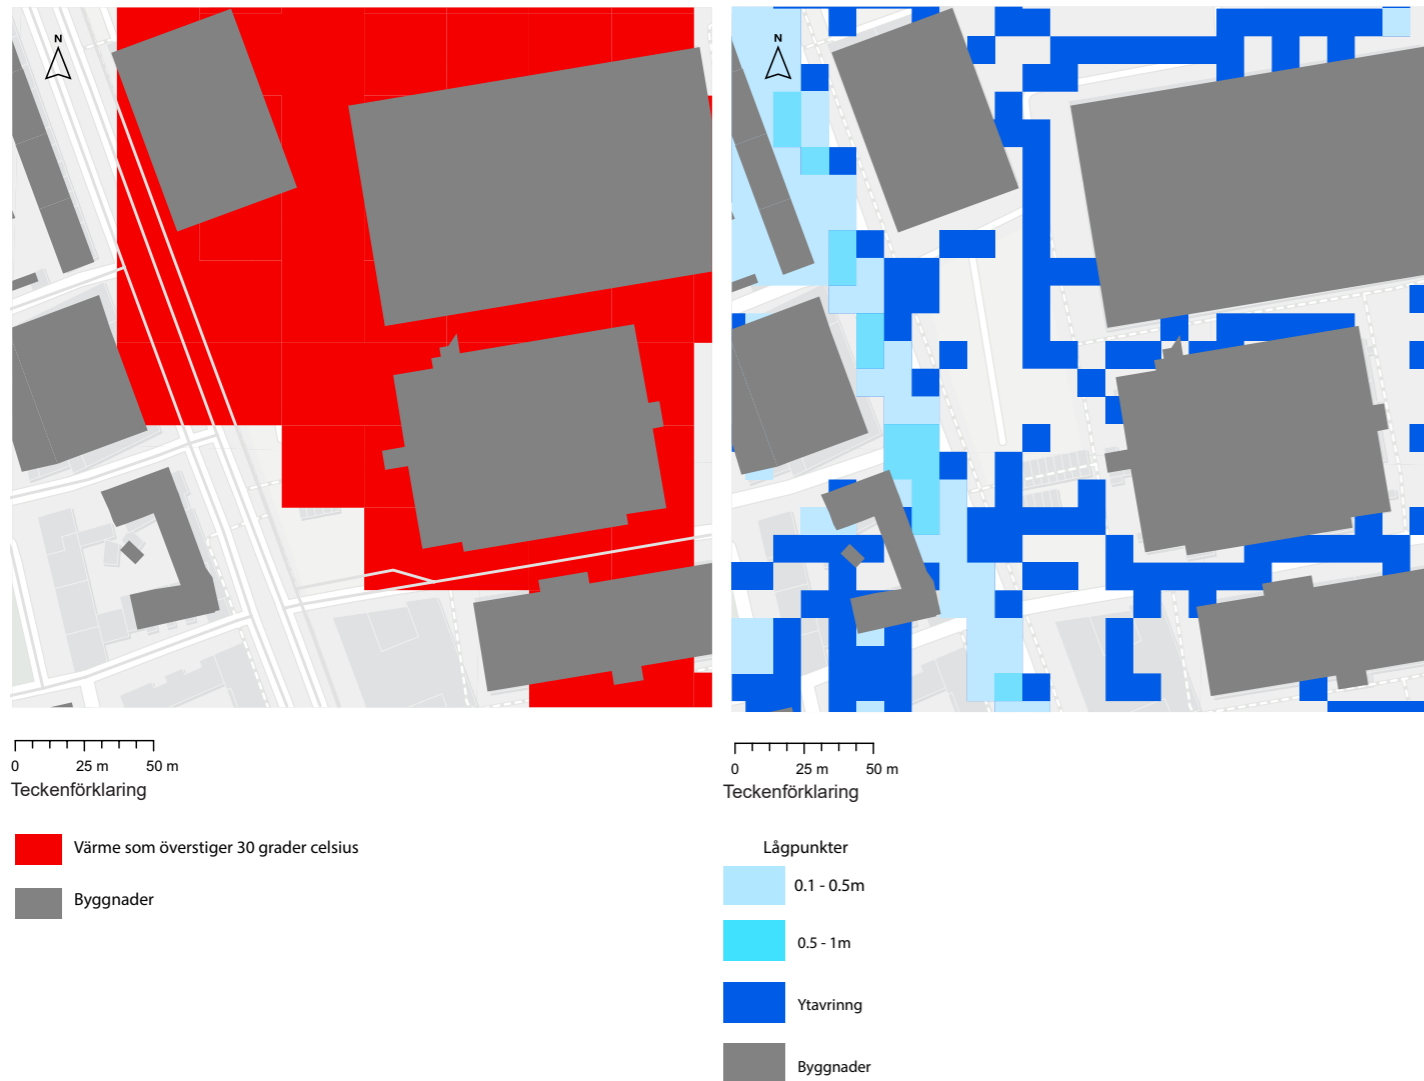 N
N
0 25 m 50 m
Teckenförklaring
Värme som överstiger 30 grader celsius
Byggnader
0 25 m 50 m
Teckenförklaring
Lågpunkter
0.1 - 0.5m
0.5 - 1m
Ytavrinng
Byggnader